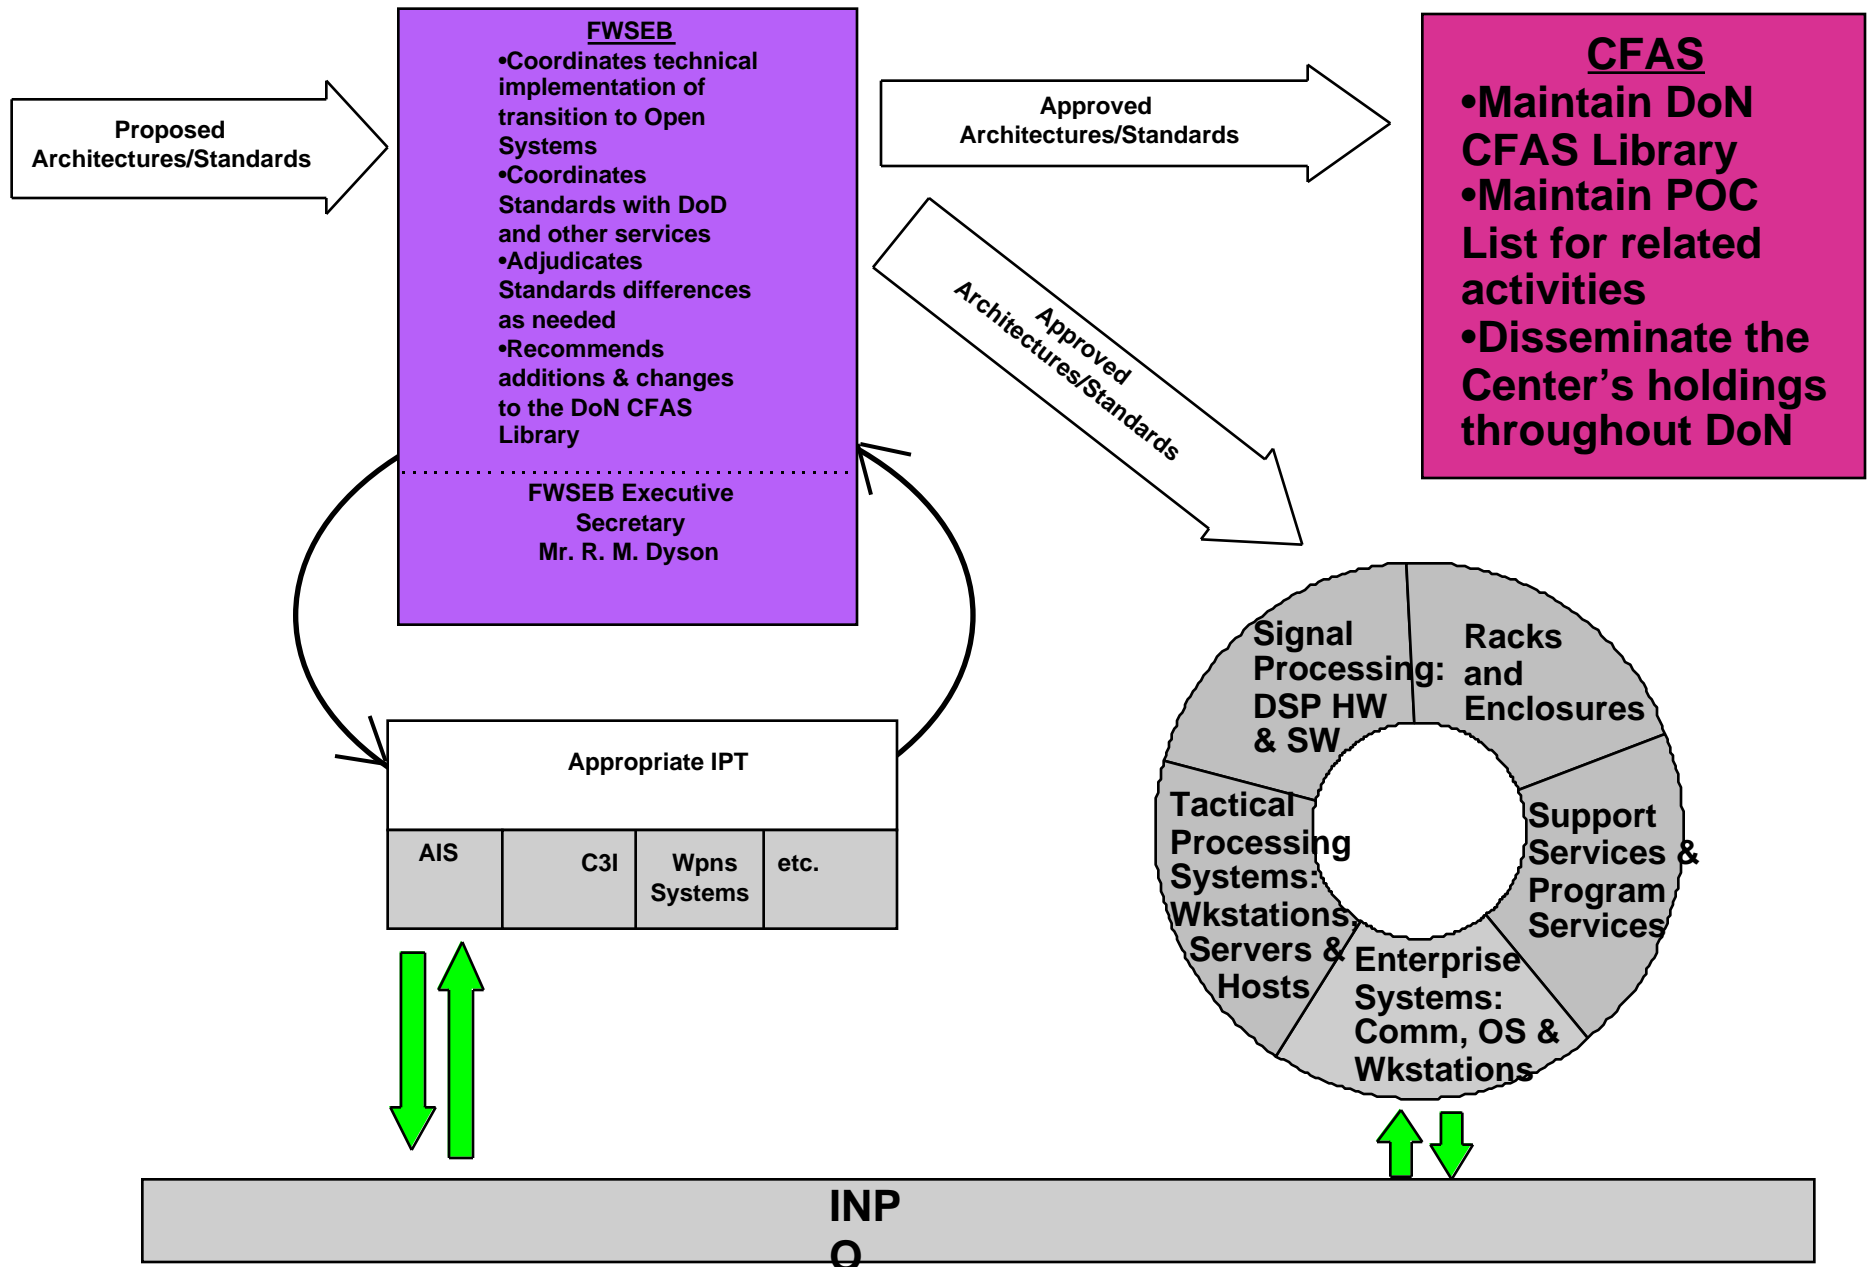 Proposed
Architectures/Standards
FWSEB
•Coordinates technical
implementation of
transition to Open
Systems
•Coordinates
Standards with DoD
and other services
•Adjudicates
Standards differences
as needed
•Recommends
additions & changes
to the DoN CFAS
Library
FWSEB Executive
Secretary
Mr. R. M. Dyson
Approved
Architectures/Standards
Approved
Architectures/Standards
CFAS
•Maintain DoN
CFAS Library
•Maintain POC
List for related
activities
•Disseminate the
Center’s holdings
throughout DoN
Appropriate IPT
AIS
C3I
Wpns
Systems
etc.
Signal
Processing:
DSP HW
& SW
Racks
and
Enclosures
Tactical
Processing
Systems:
Wkstations,
Servers &
Hosts
Support
Services &
Program
Services
Enterprise
Systems:
Comm, OS &
Wkstations
INP
O